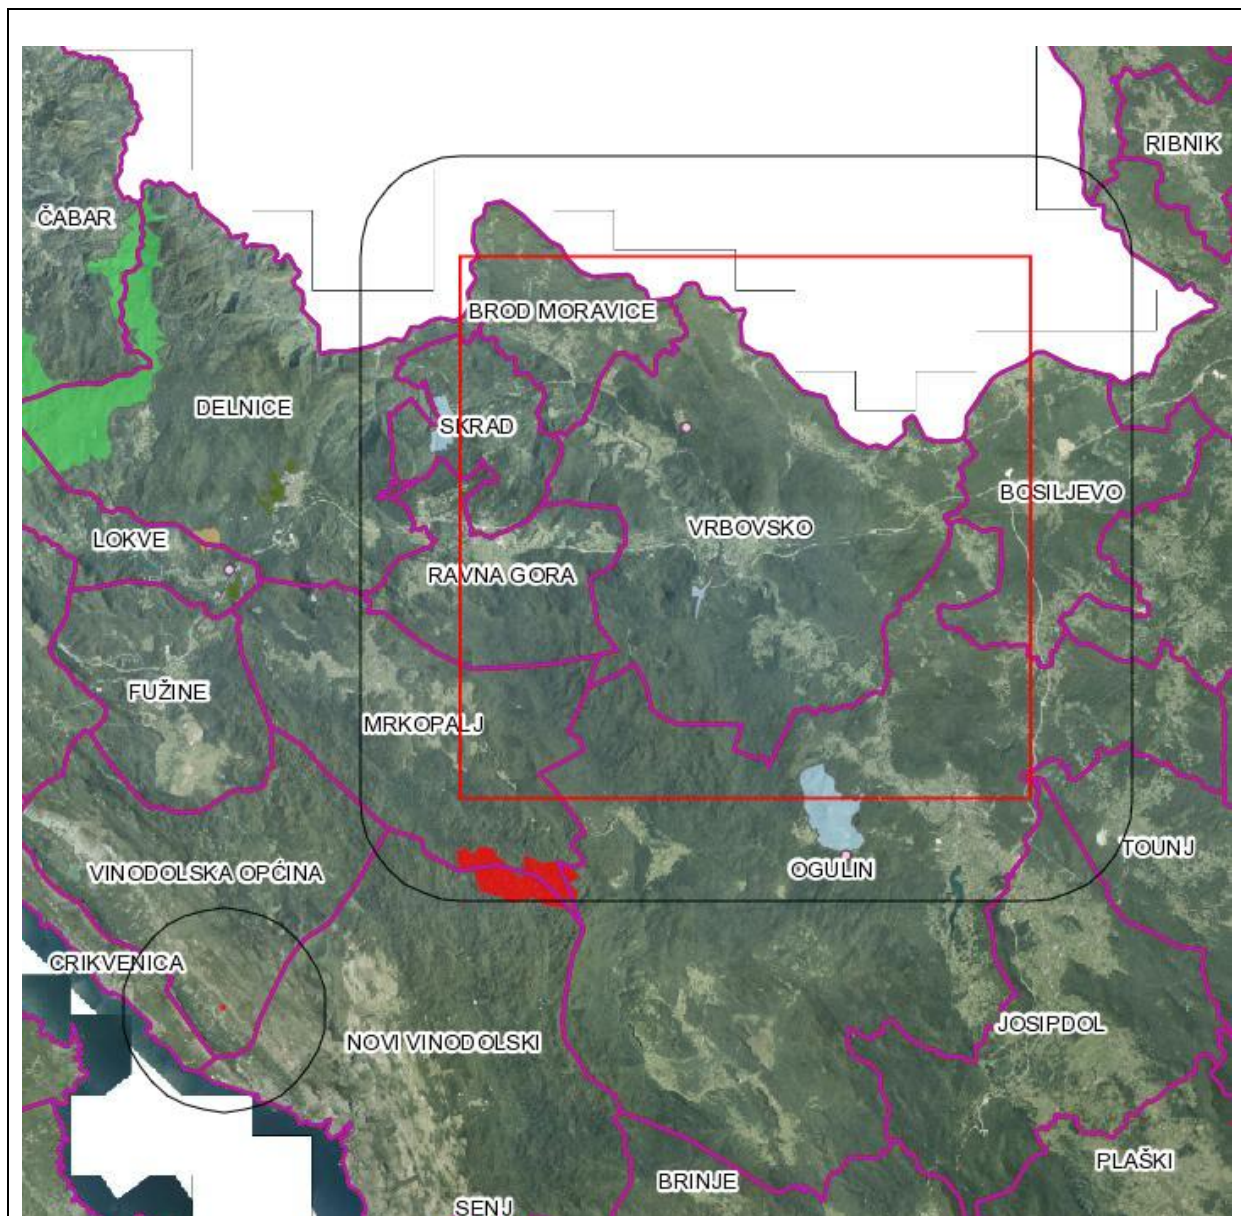 RIBNIK
ČABAR
BROD MORAVICE
DELNICE
SKRAD
BOSILJEVO
VRBOVSKO
LOKVE
RAVNA GORA
FUŽINE
MRKOPALJ
TOUNJ
VINODOLSKA OPĆINA
OGULIN
CRIKVENICA
JOSIPDOL
NOVI VINODOLSKI
PLAŠKI
BRINJE
SENJ